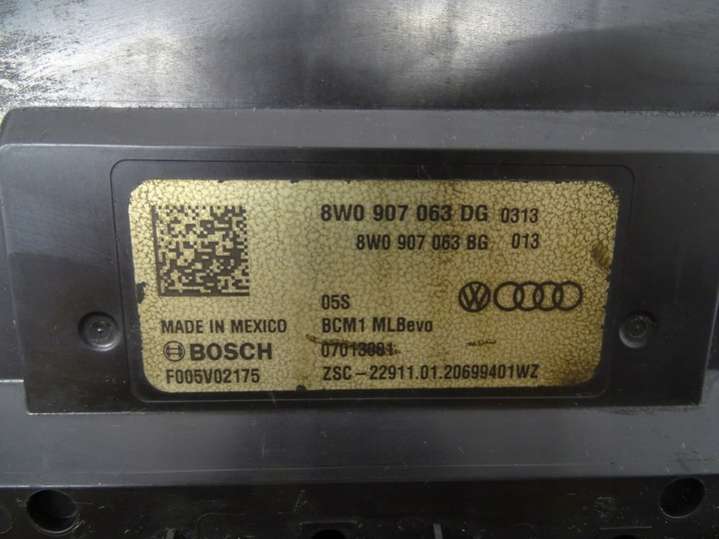 8W0 907 063 DG 0313
8W0 907 063 BG 013
05S
MADE IN MEXICO BCM1 MLBevo
BOSCH 07013081
F005V02175 ZSC-22911.01.20699401WZ